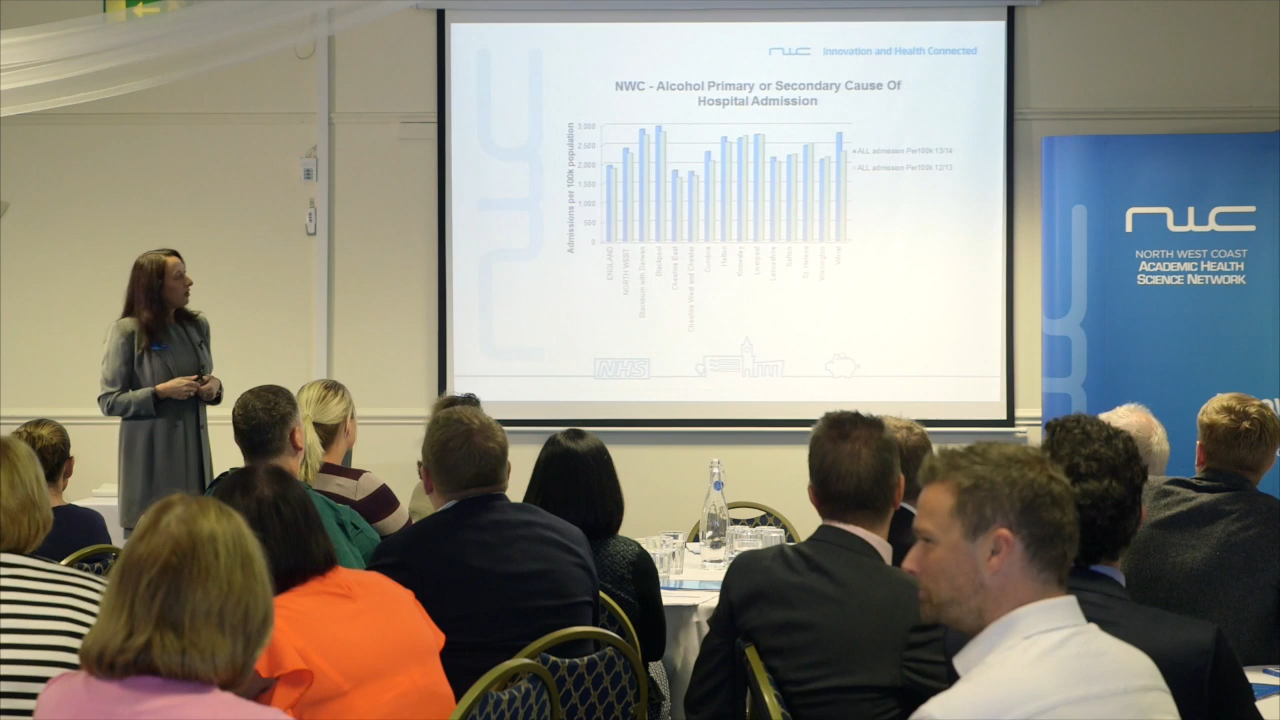 NWC Innovation and Health Connected
NWC - Alcohol Primary or Secondary Cause Of
Hospital Admission
Admissions per 100k population
3,000
2,500
2,000
1,500
1,000
500
0
ALL admission Per100k 13/14
ALL admission Per100k 12/13
ENGLAND
NORTH WEST
Blackburn with Darwen
Blackpool
Cheshire East
Cheshire West and Chester
Cumbria
Halton
Knowsley
Liverpool
Lancashire
Sefton
St. Helens
Warrington
Wirral
NHS
NWC
NORTH WEST COAST
ACADEMIC HEALTH
SCIENCE NETWORK